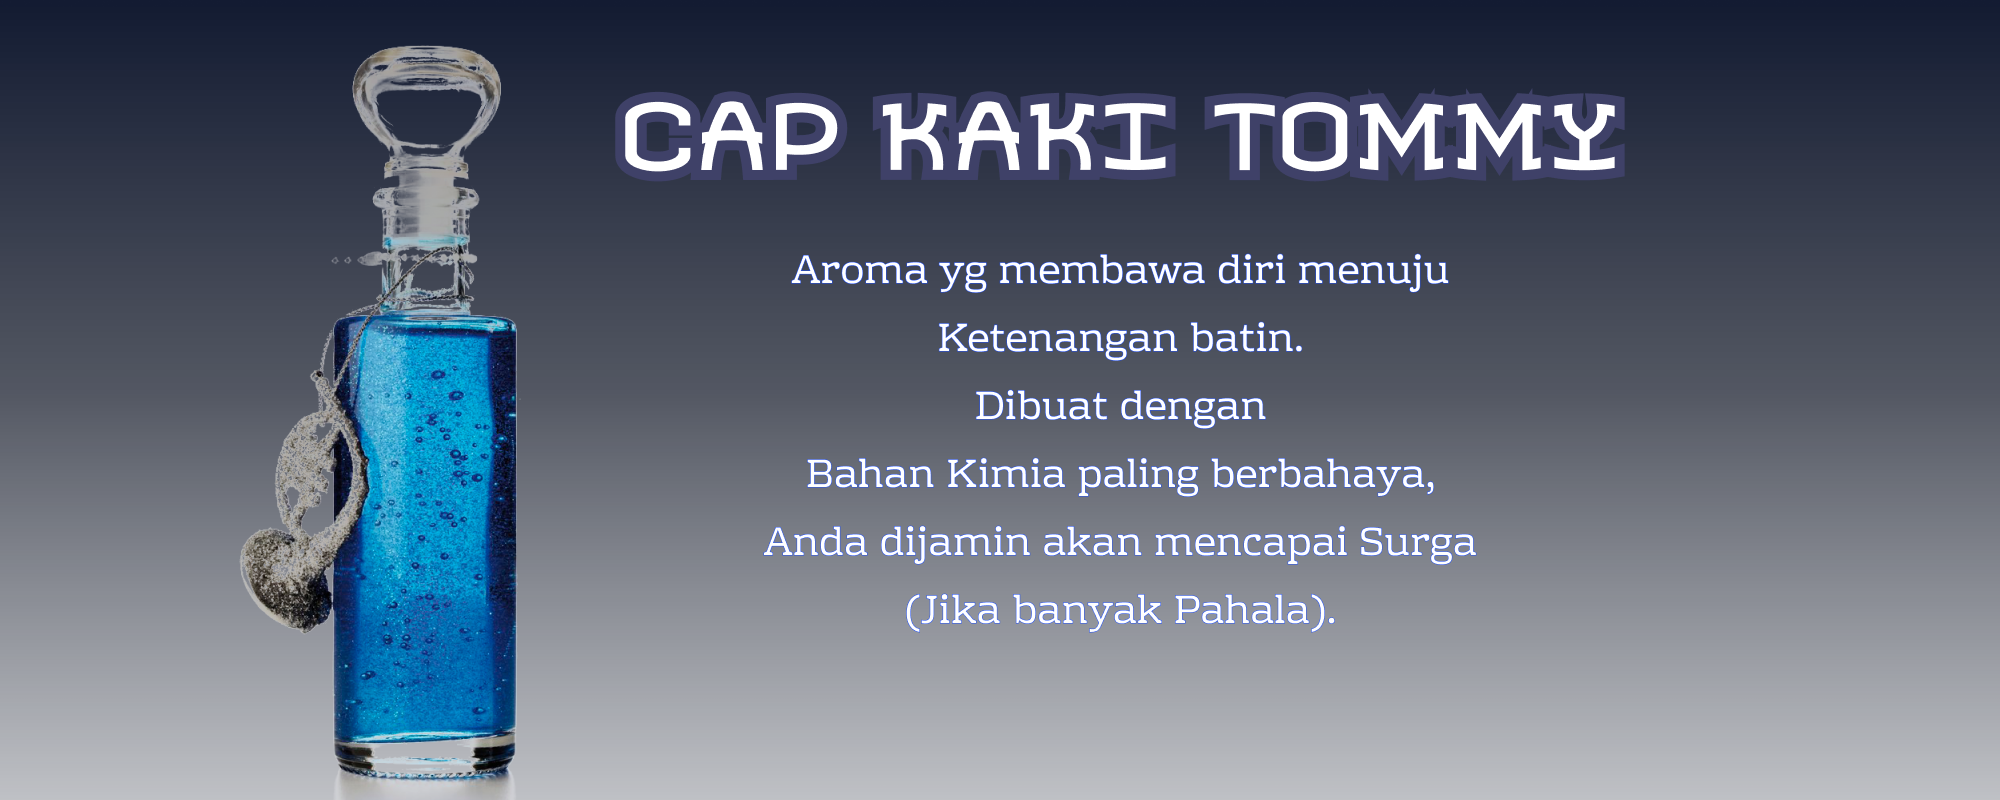 CAP KAKI TOMMY
Aroma yg membawa diri menuju
Ketenangan batin.
Dibuat dengan
Bahan Kimia paling berbahaya,
Anda dijamin akan mencapai Surga
(Jika banyak Pahala).